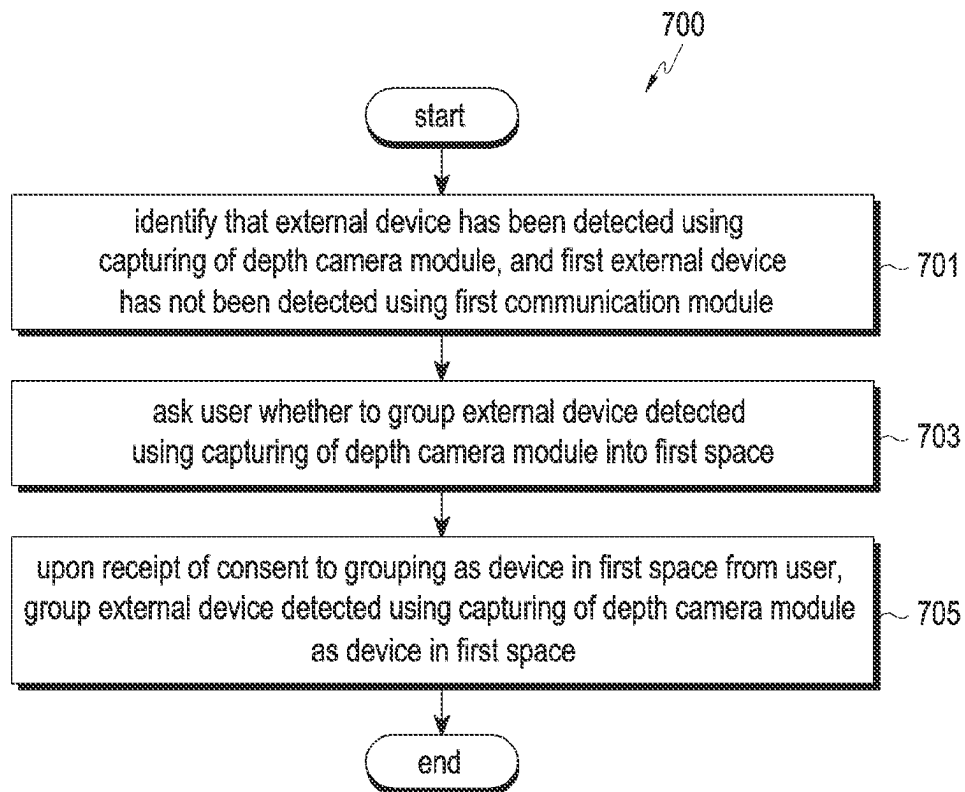 700
start
identify that external device has been detected using
capturing of depth camera module, and first external device
has not been detected using first communication module
701
ask user whether to group external device detected
using capturing of depth camera module into first space
703
upon receipt of consent to grouping as device in first space from user,
group external device detected using capturing of depth camera module
as device in first space
705
end